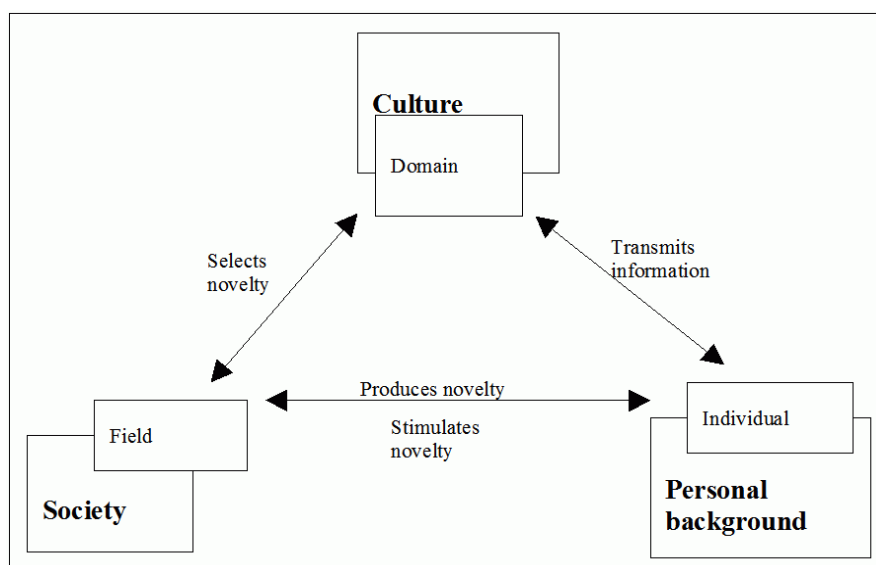 Culture
Domain
Selects
novelty
Transmits
information
Produces novelty
Stimulates
novelty
Field
Society
Individual
Personal
background